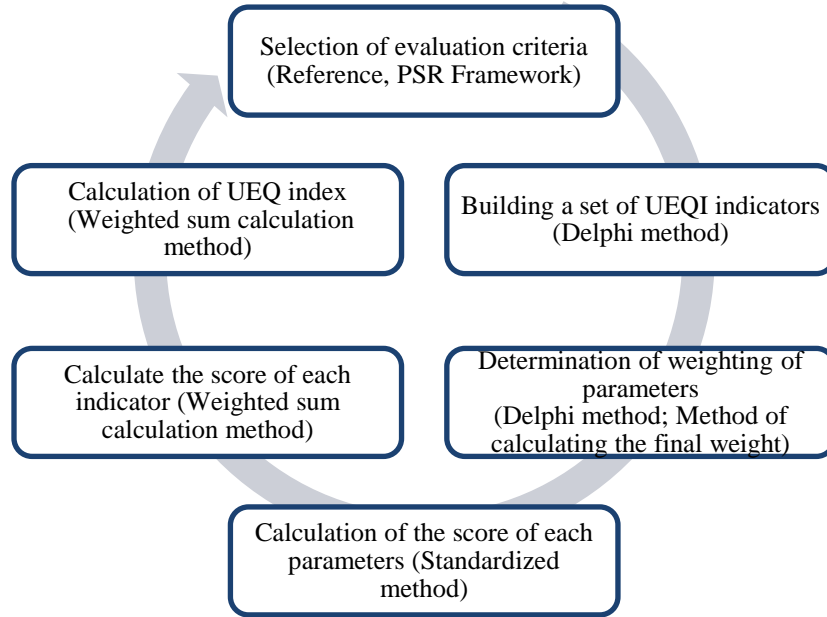 Selection of evaluation criteria
(Reference, PSR Framework)
Building a set of UEQI indicators
(Delphi method)
Determination of weighting of
parameters
(Delphi method; Method of
calculating the final weight)
Calculation of the score of each
parameters (Standardized
method)
Calculate the score of each
indicator (Weighted sum
calculation method)
Calculation of UEQ index
(Weighted sum calculation
method)